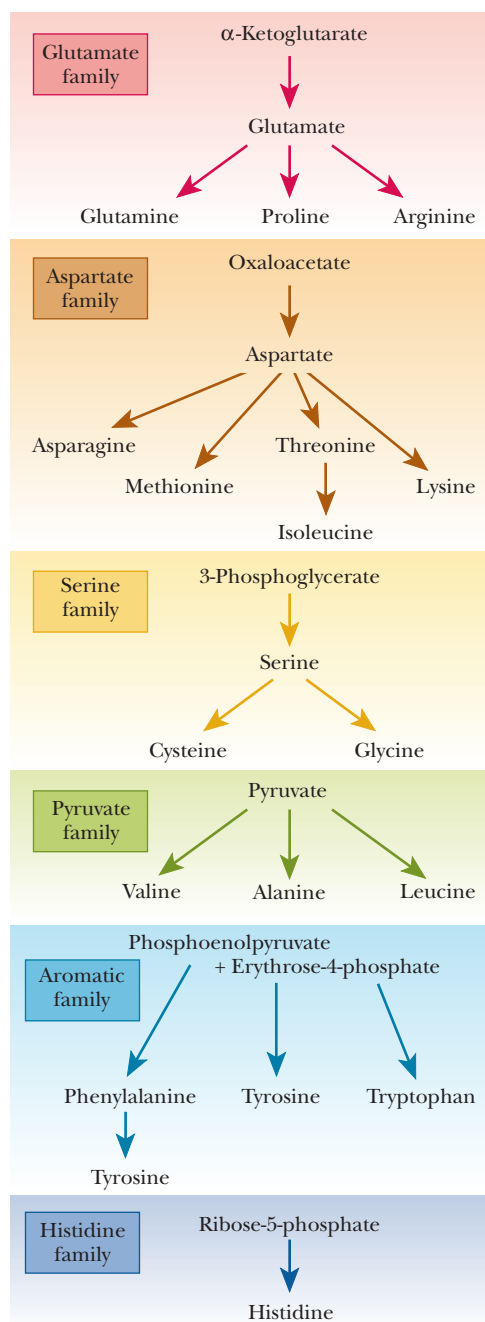 α-Ketoglutarate
Glutamate
family
Glutamate
Glutamine Proline Arginine
Oxaloacetate
Aspartate
family
Aspartate
Asparagine Threonine
Methionine Lysine
Isoleucine
3-Phosphoglycerate
Serine
family
Serine
Cysteine Glycine
Pyruvate
Pyruvate
family
Valine Alanine Leucine
Phosphoenolpyruvate
+ Erythrose-4-phosphate
Aromatic
family
Phenylalanine Tyrosine Tryptophan
Tyrosine
Ribose-5-phosphate
Histidine
family
Histidine